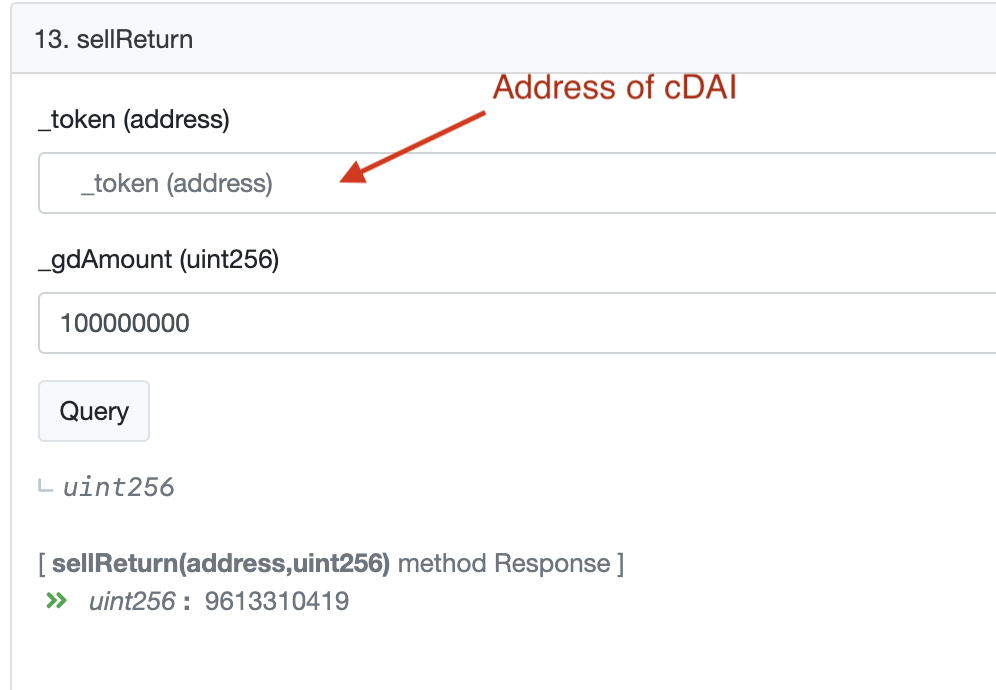 13. sellReturn
Address of cDAI
_token (address)
_token (address)
_gdAmount (uint256)
100000000
Query
uint256
[ sellReturn(address,uint256) method Response ]
uint256 : 9613310419